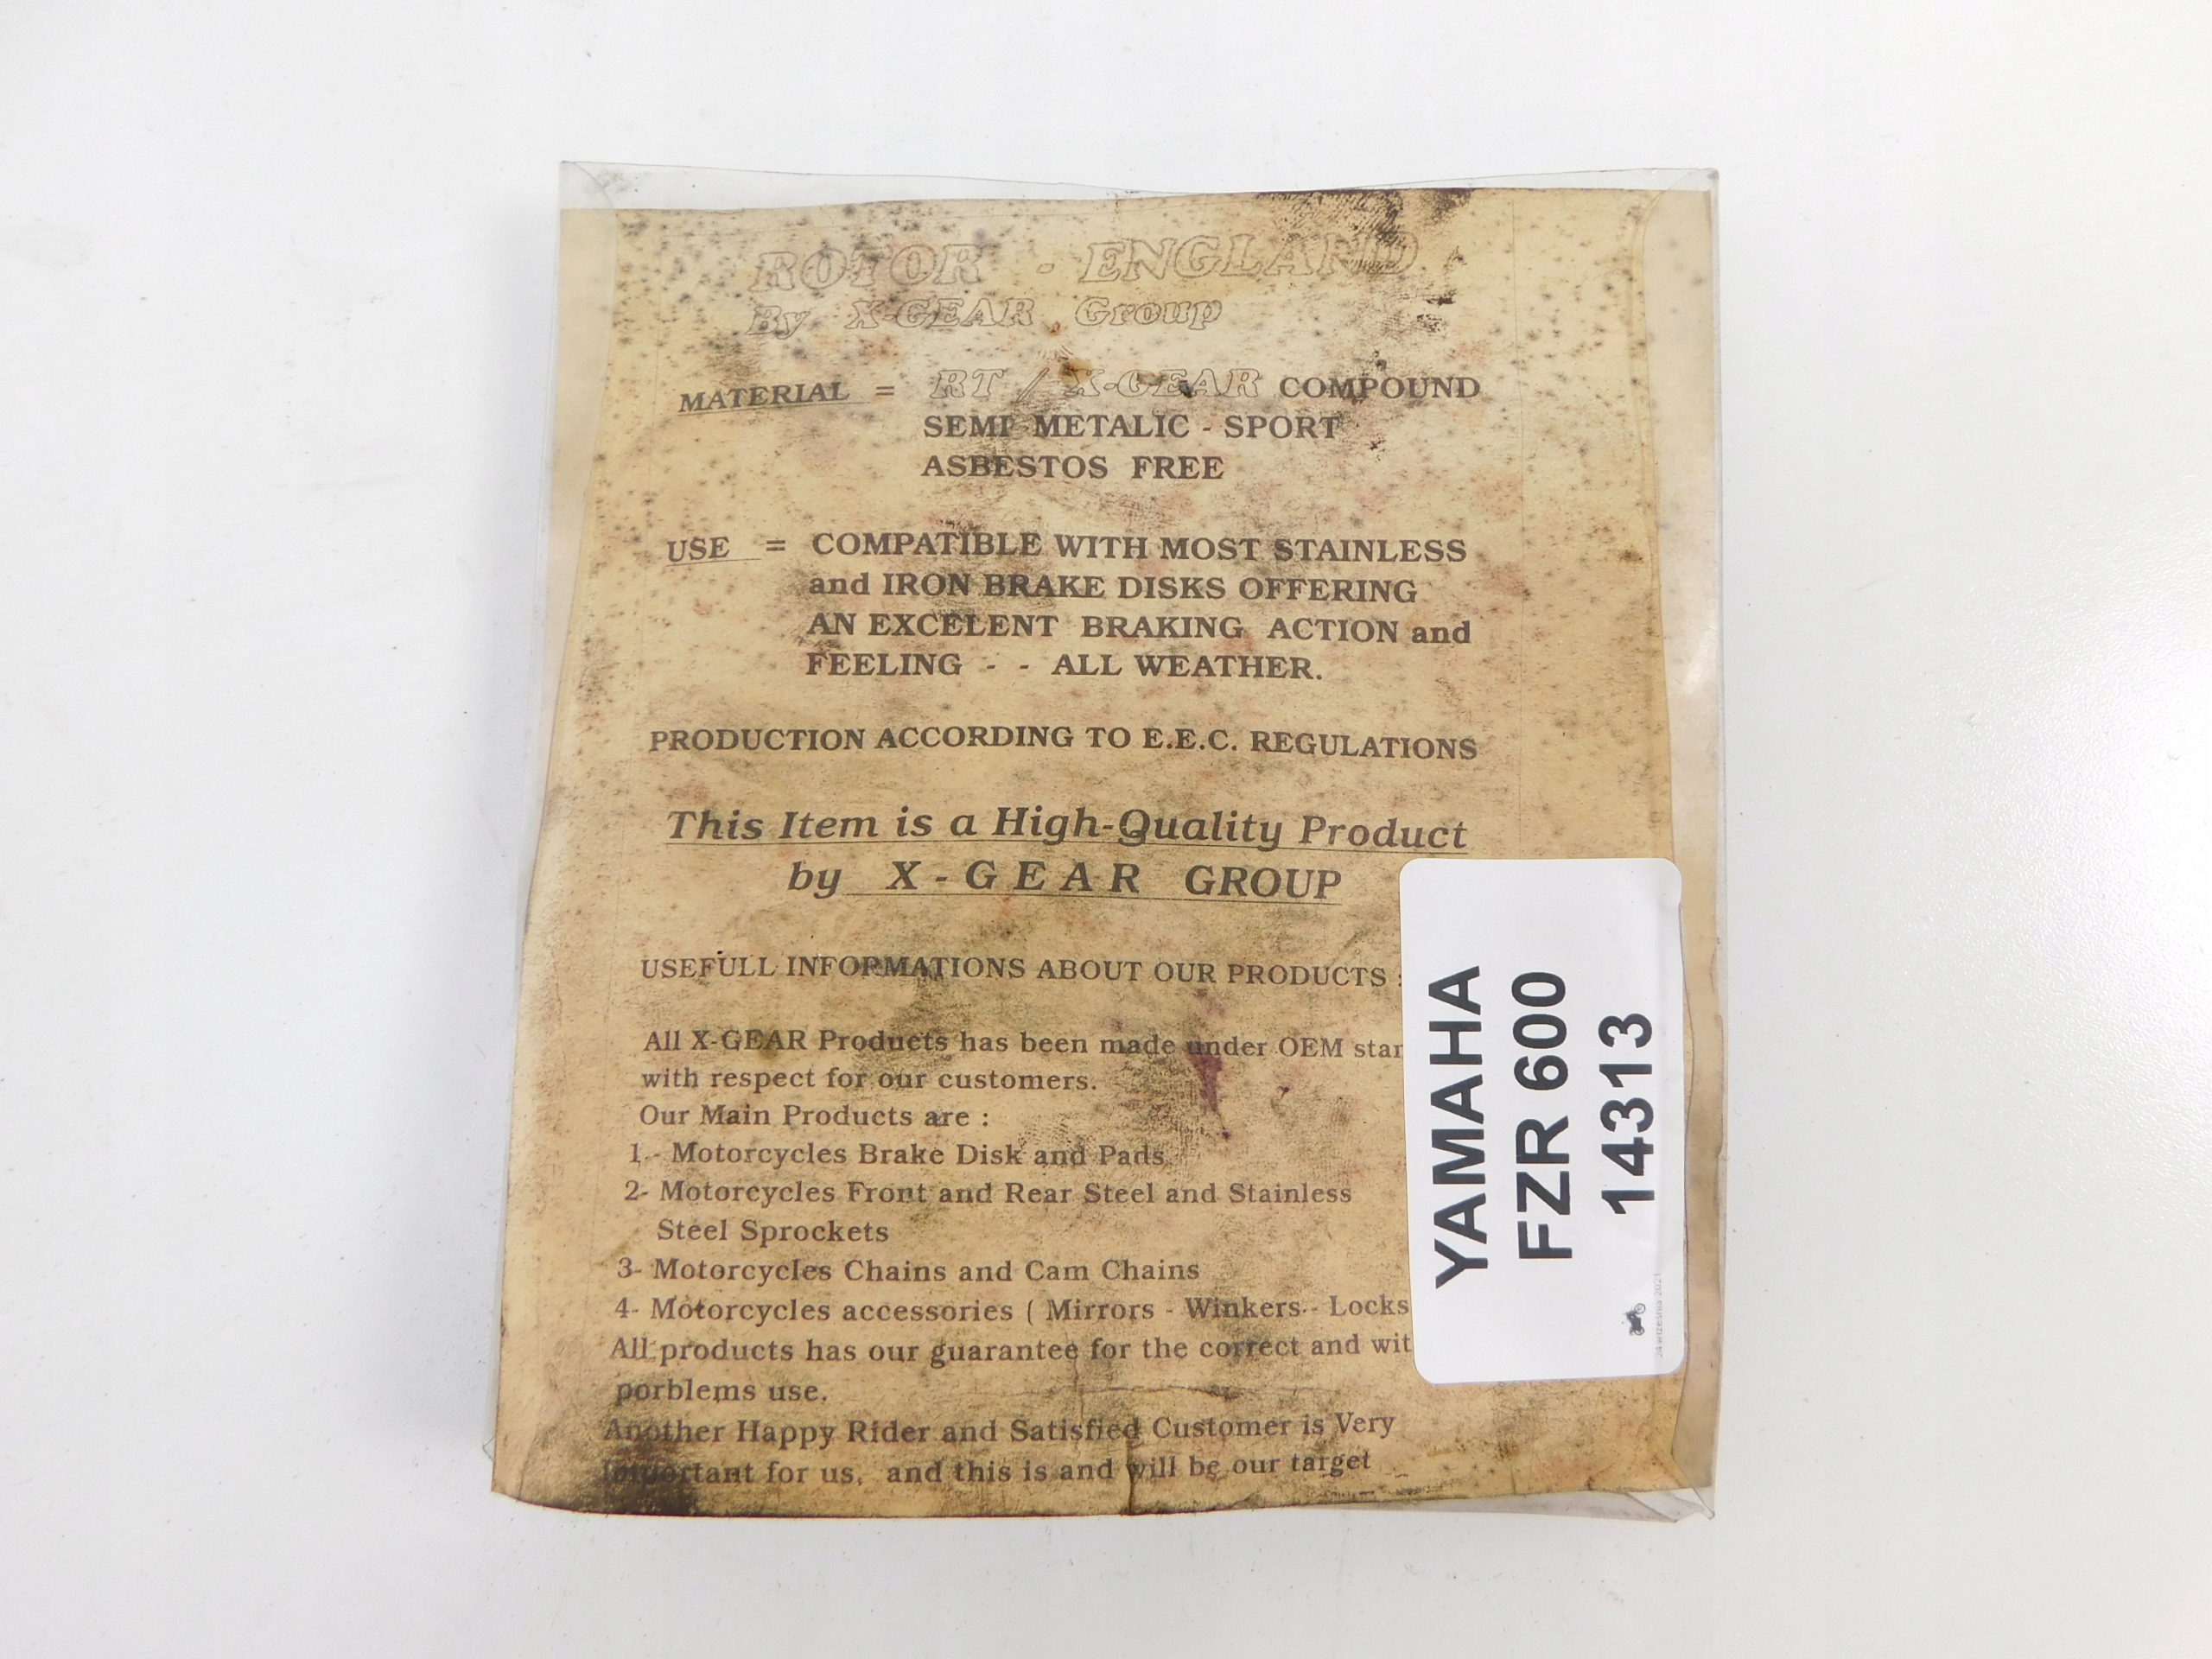 ROTOR - ENGLAND
By X-GEAR Group
MATERIAL = RT / X-GEAR COMPOUND
SEMI-METALIC - SPORT
ASBESTOS FREE
USE = COMPATIBLE WITH MOST STAINLESS
and IRON BRAKE DISKS OFFERING
AN EXCELENT BRAKING ACTION and
FEELING - - ALL WEATHER.
PRODUCTION ACCORDING TO E.E.C. REGULATIONS
This Item is a High-Quality Product
by X-GEAR GROUP
USEFULL INFORMATIONS ABOUT OUR PRODUCTS :
All X-GEAR Products has been made under OEM star
with respect for our customers.
Our Main Products are :
1.- Motorcycles Brake Disk and Pads
2- Motorcycles Front and Rear Steel and Stainless
Steel Sprockets
3- Motorcycles Chains and Cam Chains
4- Motorcycles accessories ( Mirrors - Winkers - Locks
All products has our guarantee for the correct and wit
porblems use.
Another Happy Rider and Satisfied Customer is Very
Important for us, and this is and will be our target
YAMAHA
FZR 600
14313